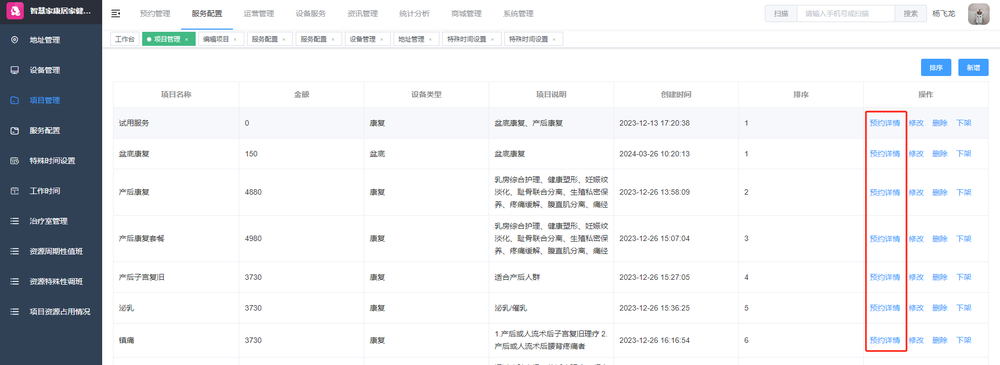 智慧家康居家健...
预约管理 服务配置 运营管理 设备服务 资讯管理 统计分析 商城管理 系统管理 扫描 请输入手机号或扫描 搜索 杨飞龙
工作台 项目管理 × 编辑项目 × 服务配置 × 服务配置 × 设备管理 × 地址管理 × 特殊时间设置 × 特殊时间设置 ×
地址管理
设备管理
项目管理
服务配置
特殊时间设置
工作时间
治疗室管理
资源周期性值班
资源特殊性调班
项目资源占用情况
排序 新增
项目名称 金额 设备类型 项目说明 创建时间 排序 操作
试用服务 0 康复 盆底康复、产后康复 2023-12-13 17:20:38 1 预约详情 修改 删除 下架
盆底康复 150 盆底 盆底康复 2024-03-26 10:20:13 1 预约详情 修改 删除 下架
乳房综合护理、健康塑形、妊娠纹
产后康复 4880 康复 淡化、耻骨联合分离、生殖私密保 2023-12-26 13:58:09 2 预约详情 修改 删除 下架
养、疼痛缓解、腹直肌分离、痛经
乳房综合护理、健康塑形、妊娠纹
产后康复套餐 4980 康复 淡化、耻骨联合分离、生殖私密保 2023-12-26 15:07:04 3 预约详情 修改 删除 下架
养、疼痛缓解、腹直肌分离、痛经
产后子宫复旧 3730 康复 适合产后人群 2023-12-26 15:27:05 4 预约详情 修改 删除 下架
泌乳 3730 康复 泌乳/催乳 2023-12-26 15:36:25 5 预约详情 修改 删除 下架
1.产后或人流术后子宫复旧理疗 2.
镇痛 3730 康复 产后或人流术后腰背疼痛者 2023-12-26 16:16:54 6 预约详情 修改 删除 下架